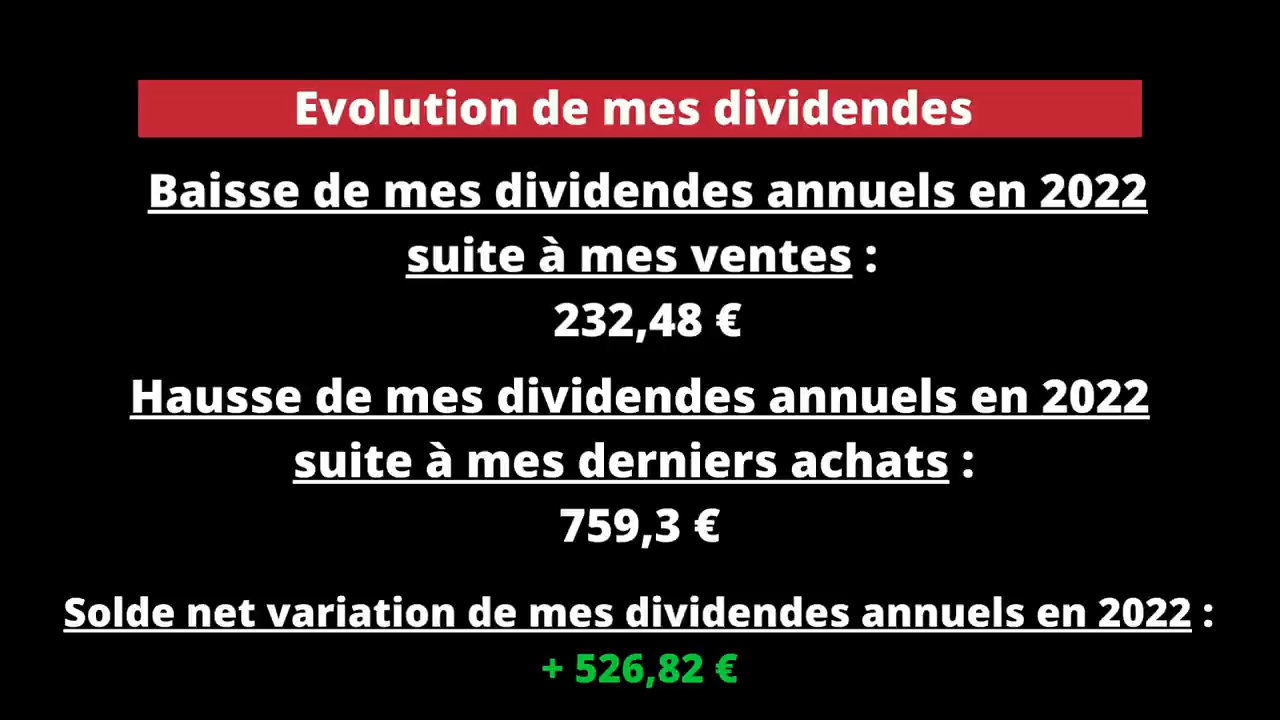 Evolution de mes dividendes
Baisse de mes dividendes annuels en 2022
suite à mes ventes :
232,48 €
Hausse de mes dividendes annuels en 2022
suite à mes derniers achats :
759,3 €
Solde net variation de mes dividendes annuels en 2022 :
+ 526,82 €